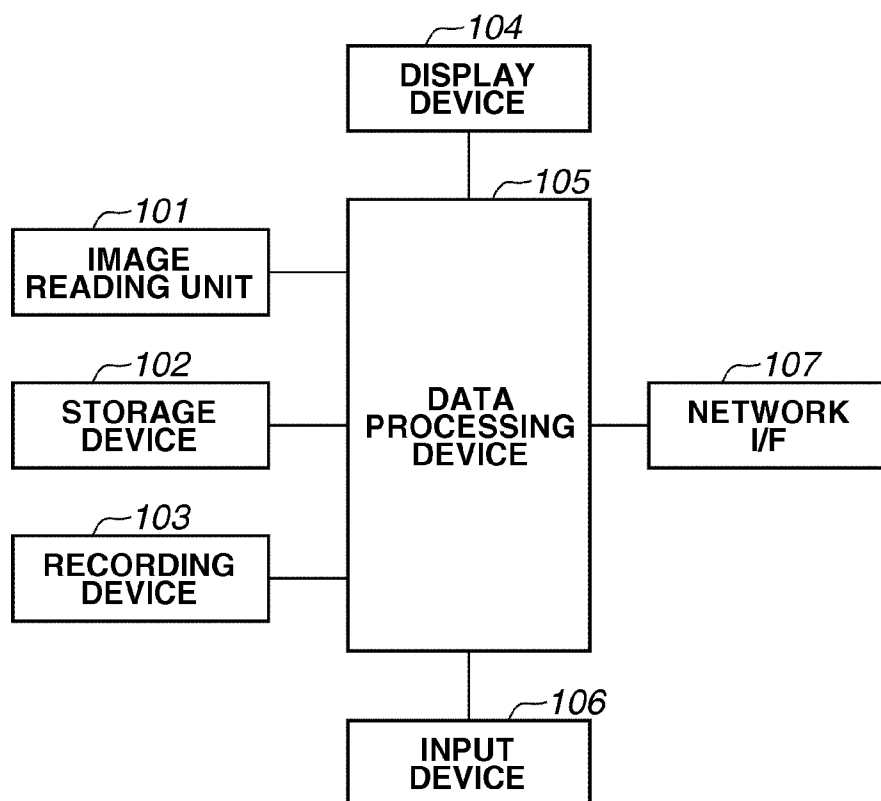 104
DISPLAY
DEVICE
105
101
IMAGE
READING UNIT
102
STORAGE
DEVICE
DATA
PROCESSING
DEVICE
107
NETWORK
I/F
103
RECORDING
DEVICE
106
INPUT
DEVICE